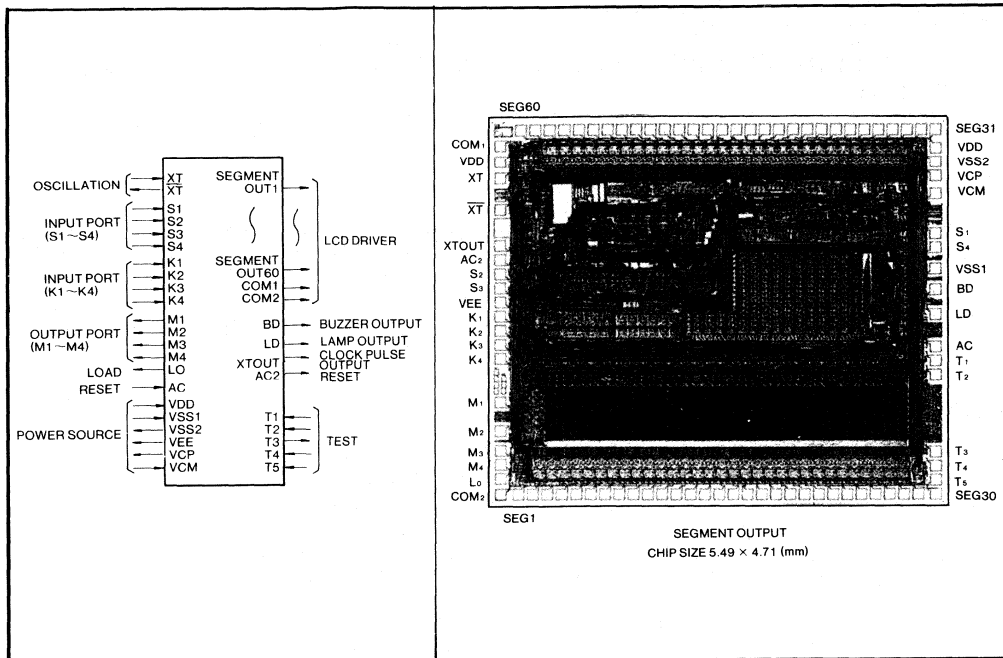 OSCILLATION
XT
X̅T̅
INPUT PORT
(S1～S4)
S1
S2
S3
S4
INPUT PORT
(K1～K4)
K1
K2
K3
K4
OUTPUT PORT
(M1～M4)
M1
M2
M3
M4
LOAD
LO
RESET
AC
POWER SOURCE
VDD
VSS1
VSS2
VEE
VCP
VCM
SEGMENT
OUT1
SEGMENT
OUT60
COM1
COM2
LCD DRIVER
BD BUZZER OUTPUT
LD LAMP OUTPUT
XTOUT CLOCK PULSE
OUTPUT
AC2 RESET
T1
T2
T3
T4
T5
TEST
SEG60
COM1
VDD
XT
X̅T̅
XTOUT
AC2
S2
S3
VEE
K1
K2
K3
K4
M1
M2
M3
M4
L0
COM2
SEG1
SEG31
VDD
VSS2
VCP
VCM
S1
S4
VSS1
BD
LD
AC
T1
T2
T3
T4
T5
SEG30
SEGMENT OUTPUT
CHIP SIZE 5.49 × 4.71 (mm)